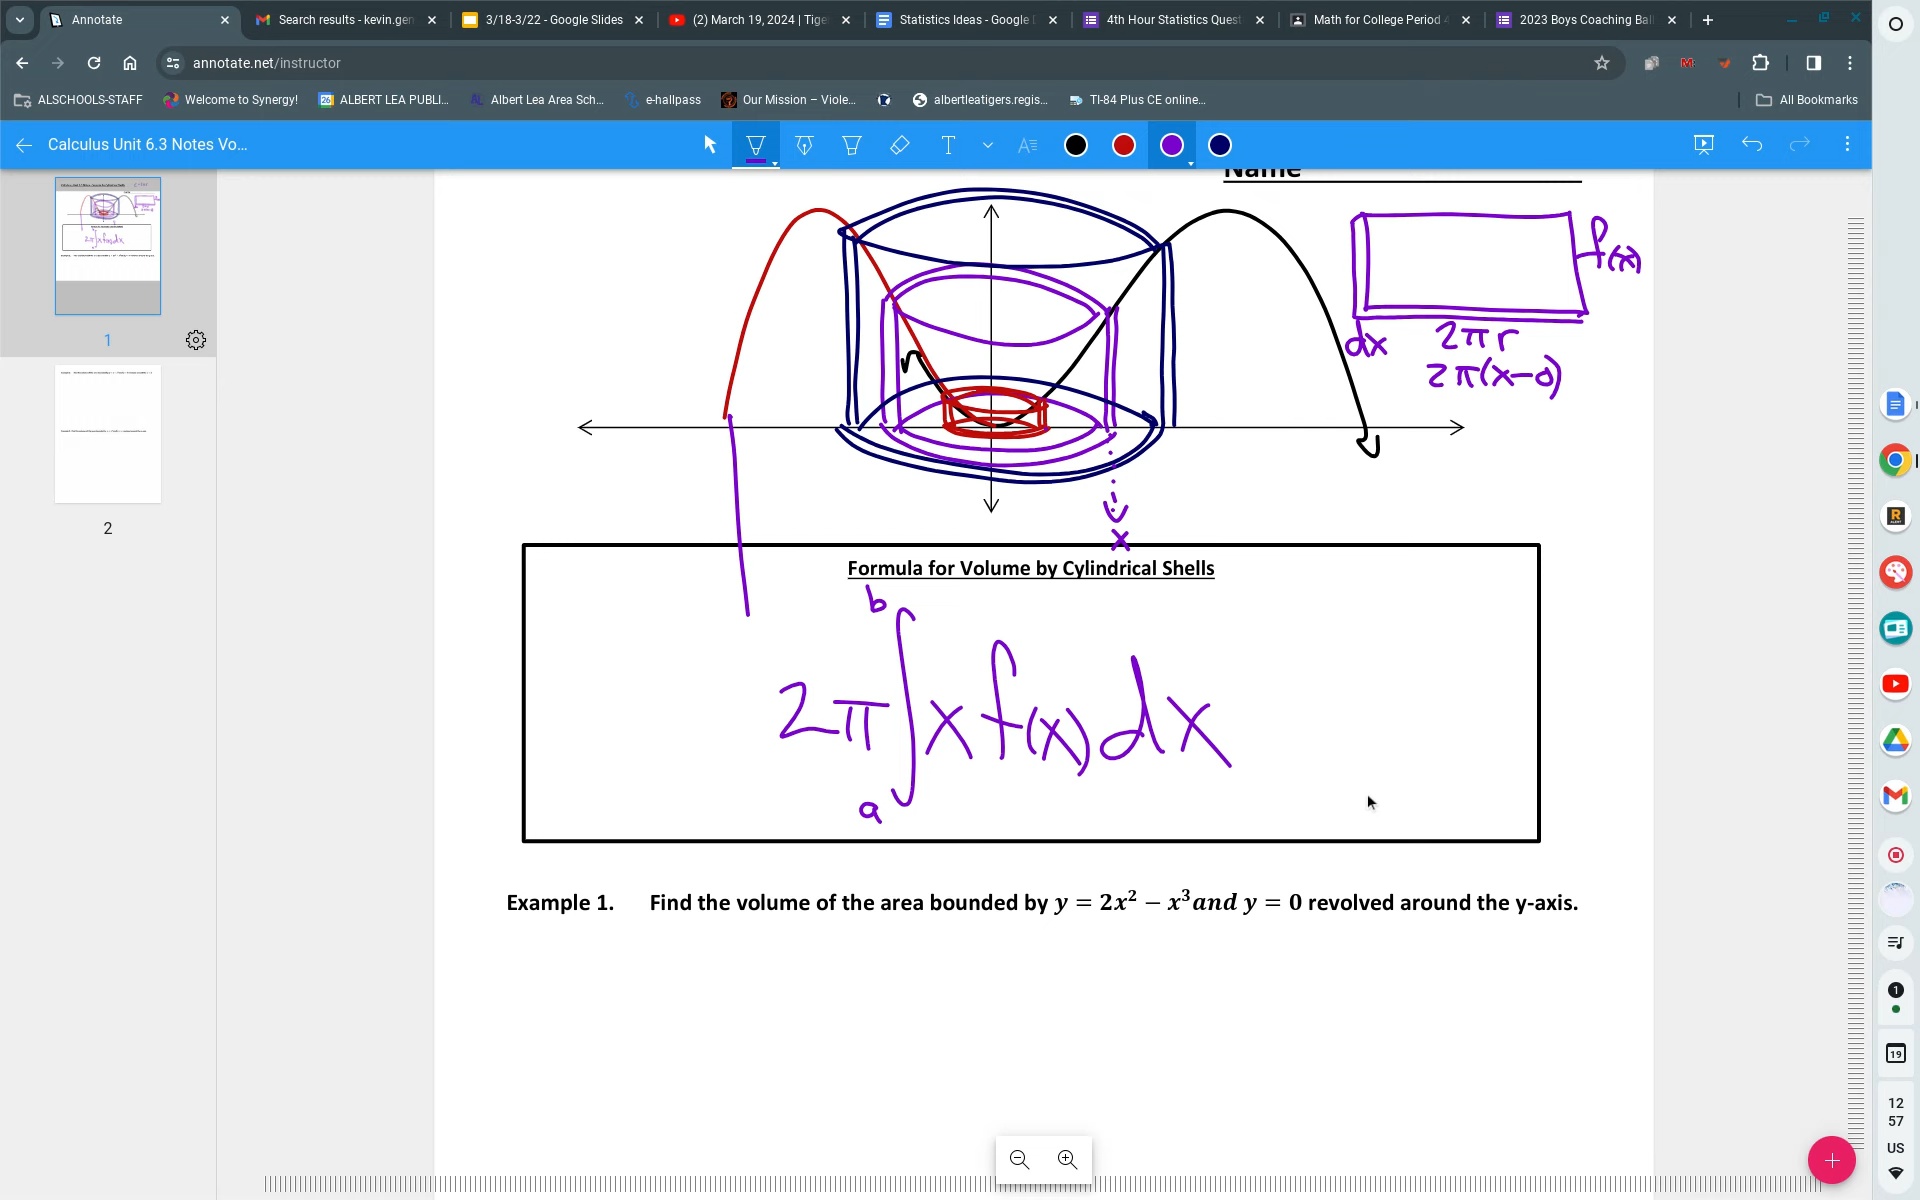 Annotate
Search results - kevin.gen
3/18-3/22 - Google Slides
(2) March 19, 2024 | Tige
Statistics Ideas - Google
4th Hour Statistics Quest
Math for College Period
2023 Boys Coaching Ball
annotate.net/instructor
ALSCHOOLS-STAFF
Welcome to Synergy!
ALBERT LEA PUBLI...
Albert Lea Area Sch...
e-hallpass
Our Mission – Viole...
albertleatigers.regis...
TI-84 Plus CE online...
All Bookmarks
Calculus Unit 6.3 Notes Vo...
1
2
Name
f(x)
dx 2πr
2π(x-0)
x
Formula for Volume by Cylindrical Shells
2π∫ₐᵇ x f(x) dx
Example 1. Find the volume of the area bounded by y = 2x² − x³ and y = 0 revolved around the y-axis.
1
19
12
57
US